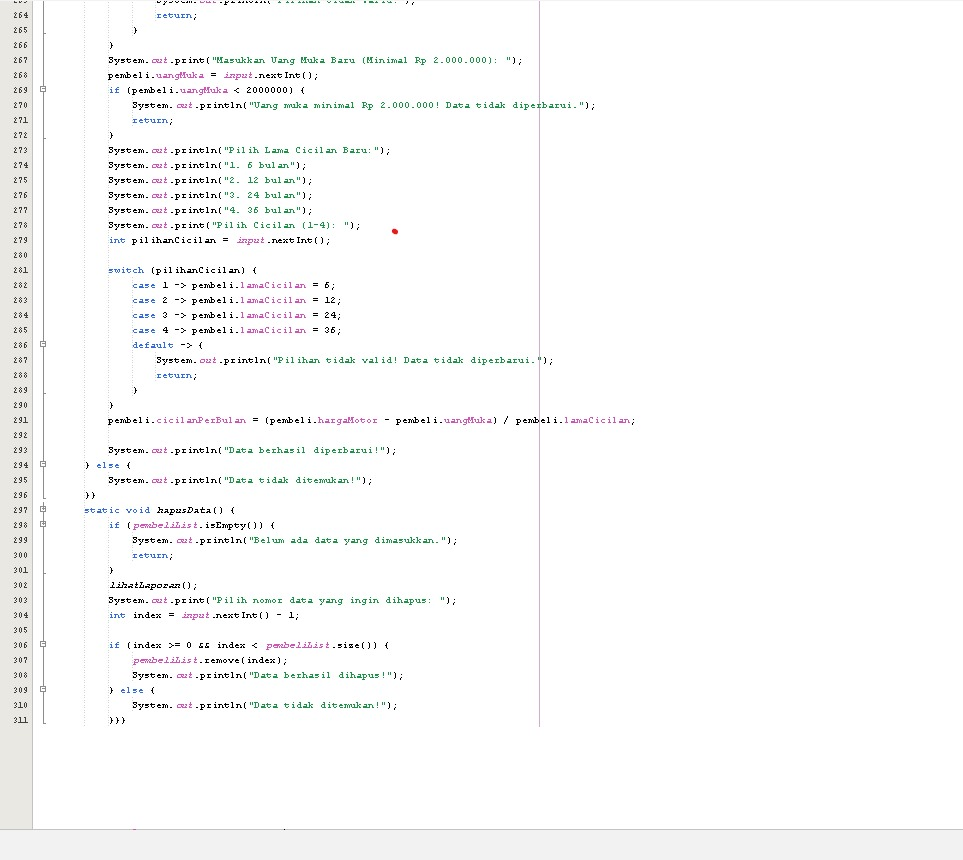 264 return;
265 }
266 }
267 System.out.print("Masukkan Uang Muka Baru (Minimal Rp 2.000.000): ");
268 pembeli.uangMuka = input.nextInt();
269 if (pembeli.uangMuka < 2000000) {
270 System.out.println("Uang muka minimal Rp 2.000.000! Data tidak diperbarui.");
271 return;
272 }
273 System.out.println("Pilih Lama Cicilan Baru:");
274 System.out.println("1. 6 bulan");
275 System.out.println("2. 12 bulan");
276 System.out.println("3. 24 bulan");
277 System.out.println("4. 36 bulan");
278 System.out.print("Pilih Cicilan (1-4): ");
279 int pilihanCicilan = input.nextInt();
280
281 switch (pilihanCicilan) {
282 case 1 -> pembeli.lamaCicilan = 6;
283 case 2 -> pembeli.lamaCicilan = 12;
284 case 3 -> pembeli.lamaCicilan = 24;
285 case 4 -> pembeli.lamaCicilan = 36;
286 default -> {
287 System.out.println("Pilihan tidak valid! Data tidak diperbarui.");
288 return;
289 }
290 }
291 pembeli.cicilanPerBulan = (pembeli.hargaMotor - pembeli.uangMuka) / pembeli.lamaCicilan;
292
293 System.out.println("Data berhasil diperbarui!");
294 } else {
295 System.out.println("Data tidak ditemukan!");
296 }}
297 static void hapusData() {
298 if (pembeliList.isEmpty()) {
299 System.out.println("Belum ada data yang dimasukkan.");
300 return;
301 }
302 lihatLaporan();
303 System.out.print("Pilih nomor data yang ingin dihapus: ");
304 int index = input.nextInt() - 1;
305
306 if (index >= 0 && index < pembeliList.size()) {
307 pembeliList.remove(index);
308 System.out.println("Data berhasil dihapus!");
309 } else {
310 System.out.println("Data tidak ditemukan!");
311 }}}